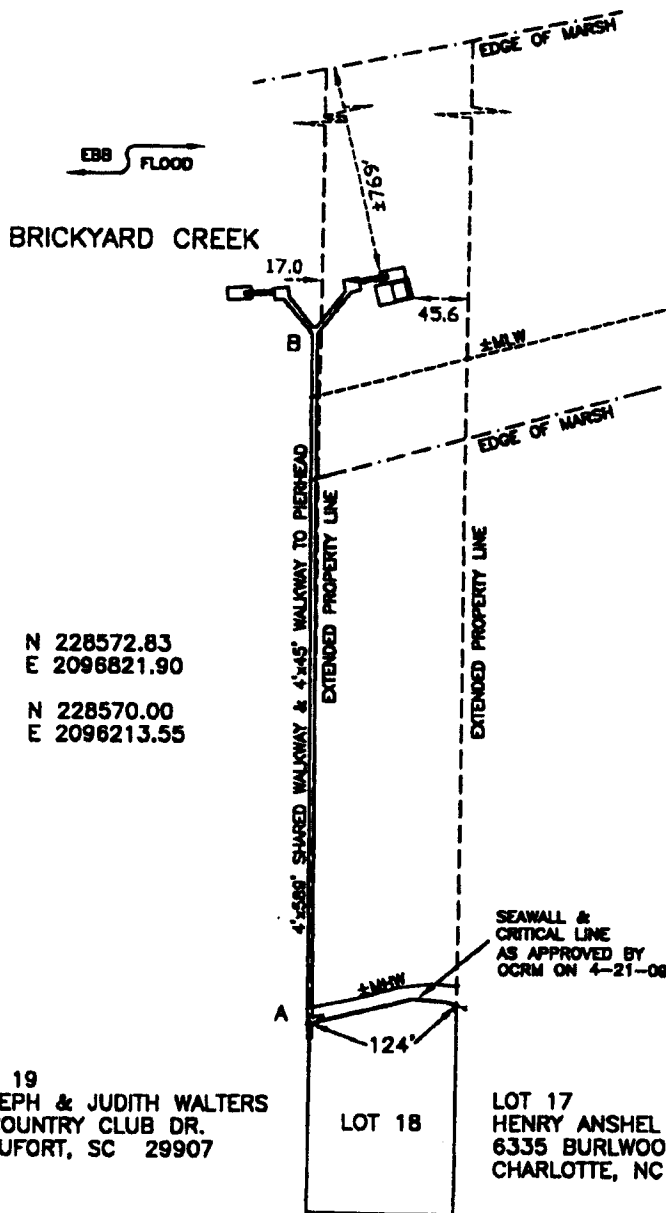 EDGE OF MARSH
EBB
FLOOD
±769'
BRICKYARD CREEK
17.0
45.6
B
±MLW
EDGE OF MARSH
4'x589' SHARED WALKWAY & 4'x45' WALKWAY TO PIERHEAD
EXTENDED PROPERTY LINE
EXTENDED PROPERTY LINE
N 228572.83
E 2096821.90
N 228570.00
E 2096213.55
SEAWALL &
CRITICAL LINE
AS APPROVED BY
OCRM ON 4-21-09
±MHW
A
124'
19
EPH & JUDITH WALTERS
OUNTRY CLUB DR.
UFORT, SC 29907
LOT 18
LOT 17
HENRY ANSHEL
6335 BURLWOO
CHARLOTTE, NC